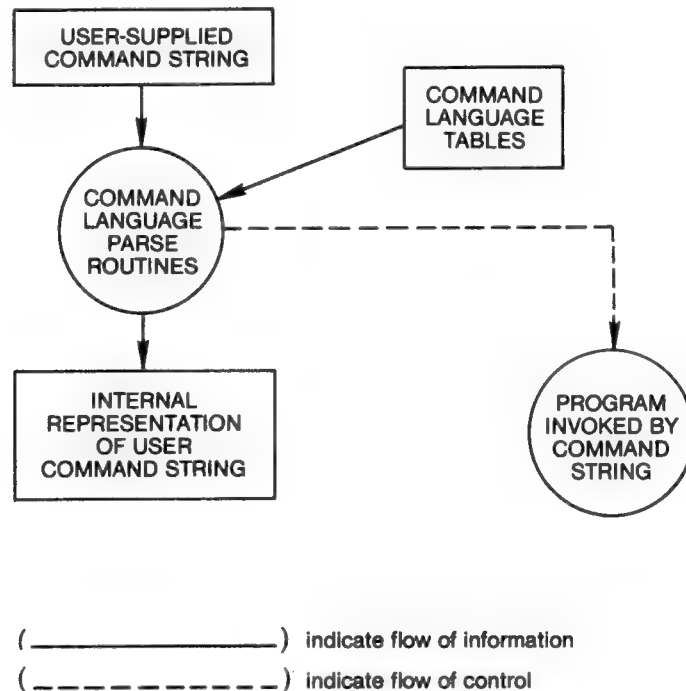 USER-SUPPLIED
COMMAND STRING
COMMAND
LANGUAGE
TABLES
COMMAND
LANGUAGE
PARSE
ROUTINES
INTERNAL
REPRESENTATION
OF USER
COMMAND STRING
PROGRAM
INVOKED BY
COMMAND
STRING
(____________) indicate flow of information
(_ _ _ _ _ _ _) indicate flow of control